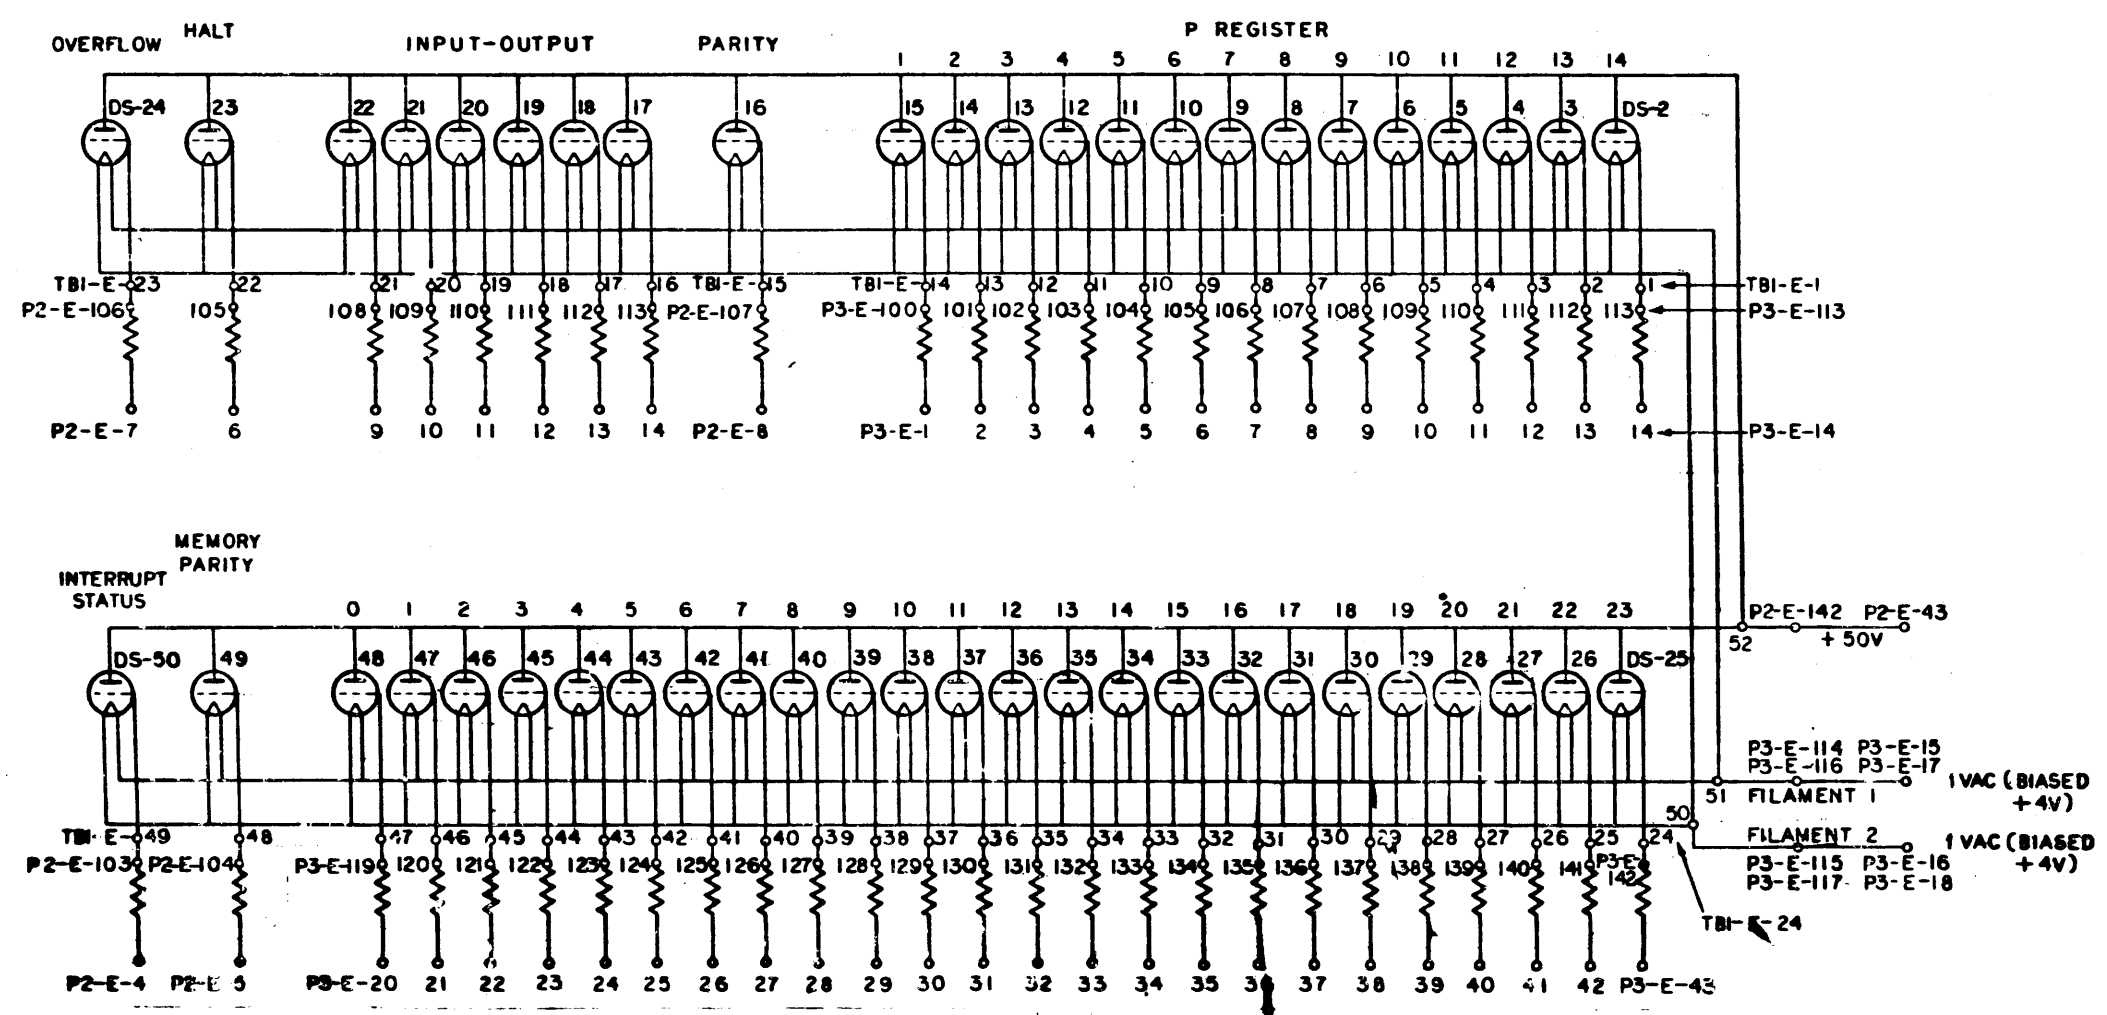 P REGISTER
OVERFLOW HALT INPUT-OUTPUT PARITY
1 2 3 4 5 6 7 8 9 10 11 12 13 14
DS-24 23 22 21 20 19 18 17 16 15 14 13 12 11 10 9 8 7 6 5 4 3 DS-2
TB1-E-23 22 21 20 19 18 17 16 TB1-E-15 TB1-E-14 13 12 11 10 9 8 7 6 5 4 3 2 1 TB1-E-1
P2-E-106 105 108 109 110 111 112 113 P2-E-107 P3-E-100 101 102 103 104 105 106 107 108 109 110 111 112 113 P3-E-113
P2-E-7 6 9 10 11 12 13 14 P2-E-8 P3-E-1 2 3 4 5 6 7 8 9 10 11 12 13 14 P3-E-14
MEMORY
PARITY
INTERRUPT
STATUS
0 1 2 3 4 5 6 7 8 9 10 11 12 13 14 15 16 17 18 19 20 21 22 23
P2-E-142 P2-E-43
52 +50V
DS-50 49 48 47 46 45 44 43 42 41 40 39 38 37 36 35 34 33 32 31 30 29 28 27 26 DS-25
P3-E-114 P3-E-15
P3-E-116 P3-E-17
51 FILAMENT 1
1 VAC (BIASED
+4V)
50
FILAMENT 2
1 VAC (BIASED
+4V)
P3-E-115 P3-E-16
P3-E-117 P3-E-18
TB1-E-49 48 47 46 45 44 43 42 41 40 39 38 37 36 35 34 33 32 31 30 29 28 27 26 25 24
P2-E-103 P2-E-104 P3-E-119 120 121 122 123 124 125 126 127 128 129 130 131 132 133 134 135 136 137 138 139 140 141 P3-E-
142
TB1-E-24
P2-E-4 P2-E 5 P3-E-20 21 22 23 24 25 26 27 28 29 30 31 32 33 34 35 36 37 38 39 40 41 42 P3-E-43